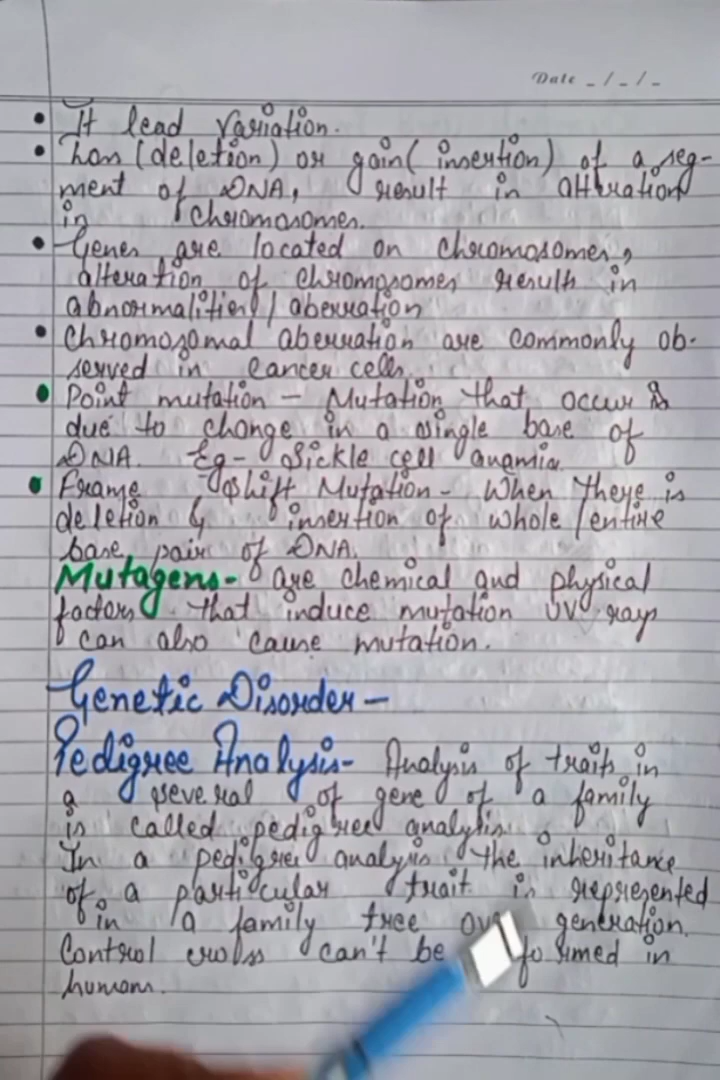 Date _ / _ / _
• It lead variation.
• Loss (deletion) or gain (insertion) of a seg-
ment of DNA, result in alteration
in chromosomes.
• Genes are located on chromosomes,
alteration of chromosomes results in
abnormalities / aberration
• Chromosomal aberration are commonly ob-
served in cancer cells.
• Point mutation - Mutation that occur is
due to change in a single base of
DNA. Eg- Sickle cell anamia.
• Frame Shift Mutation - When there is
deletion & insertion of whole / entire
base pair of DNA.
Mutagens- are chemical and physical
factors that induce mutation UV rays
can also cause mutation.
Genetic Disorder -
Pedigree Analysis- Analysis of traits in
a several of gene of a family
is called pedigree analysis.
In a pedigree analysis the inheritance
of a particular trait is represented
in a family tree over generation.
Control cross can't be formed in
human.